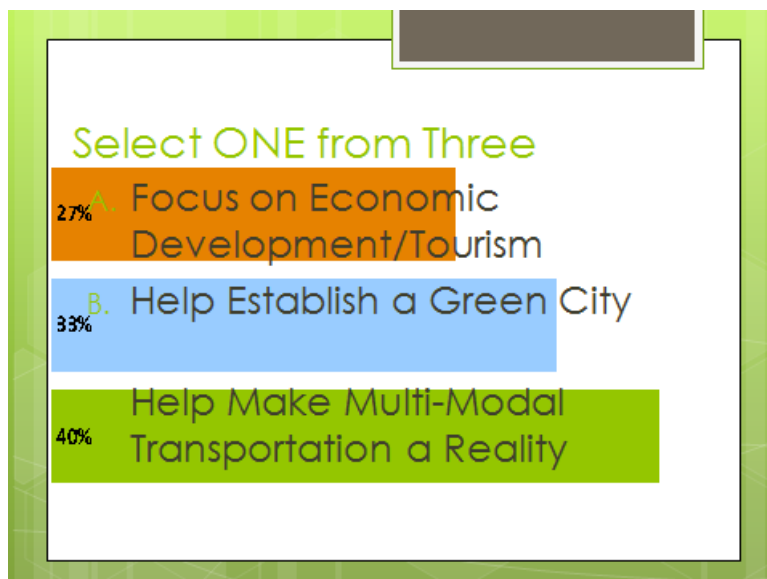 Select ONE from Three
27% A. Focus on Economic
Development/Tourism
33% B. Help Establish a Green City
Help Make Multi-Modal
40% Transportation a Reality